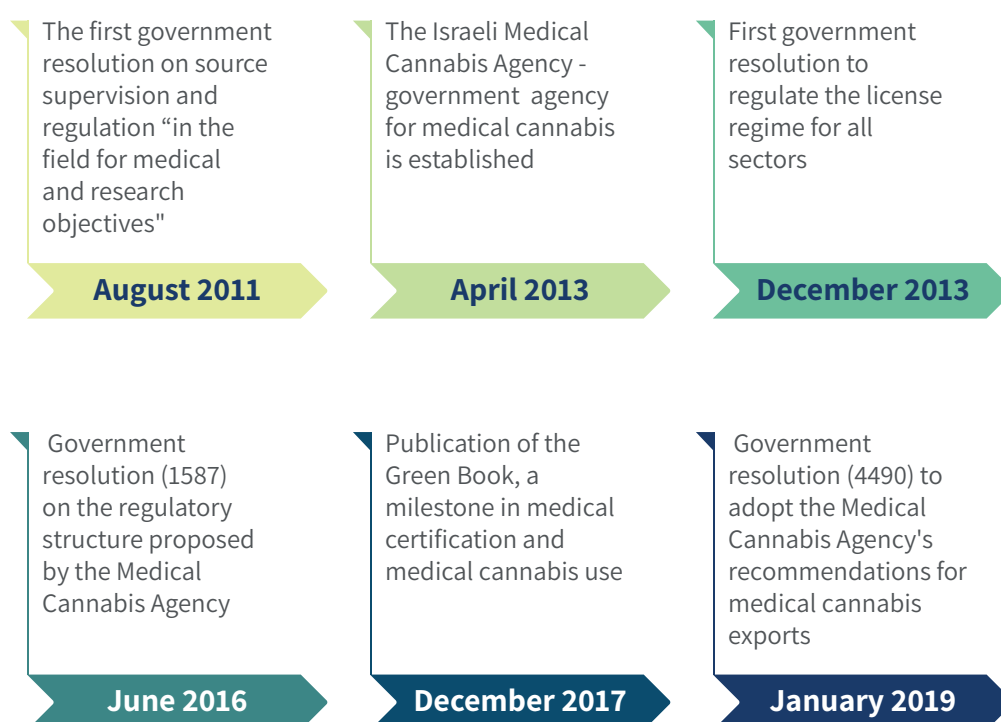 The first government
resolution on source
supervision and
regulation “in the
field for medical
and research
objectives"
August 2011
The Israeli Medical
Cannabis Agency -
government agency
for medical cannabis
is established
April 2013
First government
resolution to
regulate the license
regime for all
sectors
December 2013
Government
resolution (1587)
on the regulatory
structure proposed
by the Medical
Cannabis Agency
June 2016
Publication of the
Green Book, a
milestone in medical
certification and
medical cannabis use
December 2017
Government
resolution (4490) to
adopt the Medical
Cannabis Agency's
recommendations for
medical cannabis
exports
January 2019